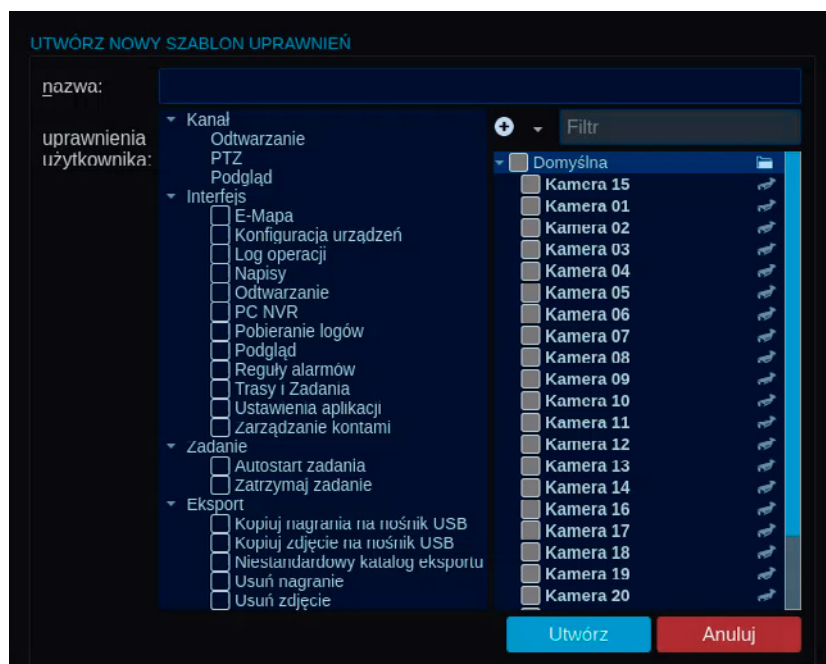 UTWÓRZ NOWY SZABLON UPRAWNIEŃ
nazwa:
uprawnienia
użytkownika:
Kanał
Odtwarzanie
PTZ
Podgląd
Interfejs
E-Mapa
Konfiguracja urządzeń
Log operacji
Napisy
Odtwarzanie
PC NVR
Pobieranie logów
Podgląd
Reguły alarmów
Trasy i Zadania
Ustawienia aplikacji
Zarządzanie kontami
Zadanie
Autostart zadania
Zatrzymaj zadanie
Eksport
Kopiuj nagrania na nośnik USB
Kopiuj zdjęcie na nośnik USB
Niestandardowy katalog eksportu
Usuń nagranie
Usuń zdjęcie
Filtr
Domyślna
Kamera 15
Kamera 01
Kamera 02
Kamera 03
Kamera 04
Kamera 05
Kamera 06
Kamera 07
Kamera 08
Kamera 09
Kamera 10
Kamera 11
Kamera 12
Kamera 13
Kamera 14
Kamera 16
Kamera 17
Kamera 18
Kamera 19
Kamera 20
Utwórz
Anuluj